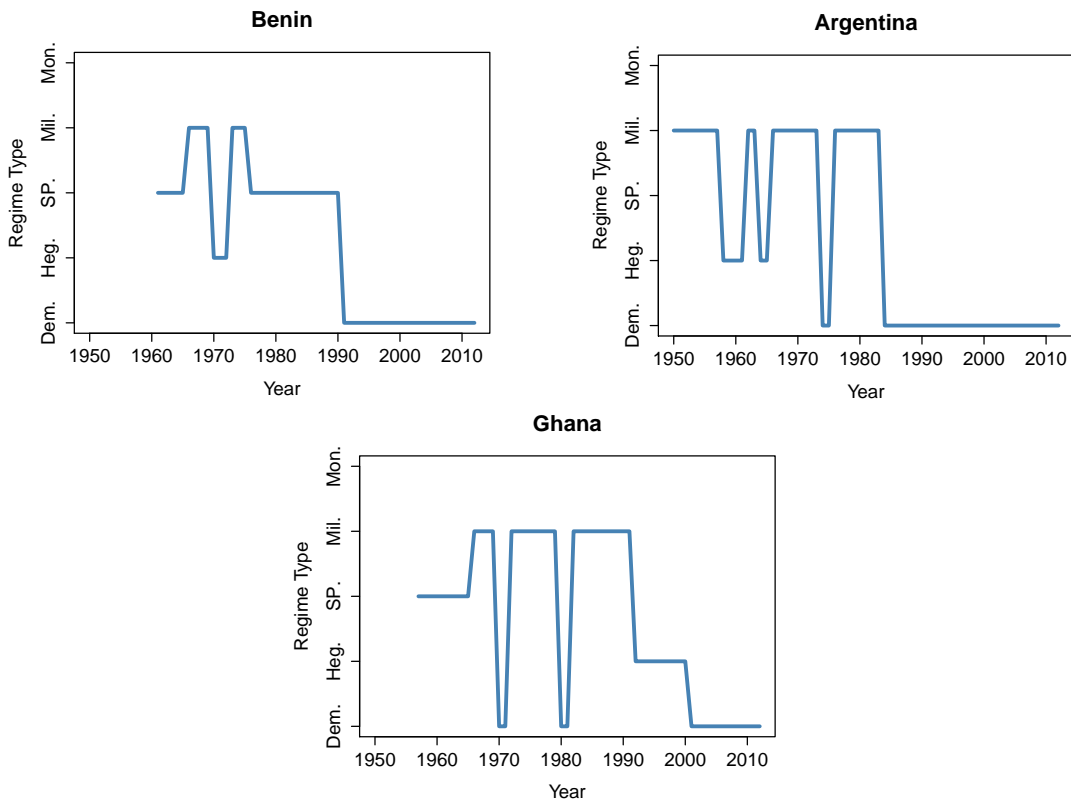 Benin
Regime Type
Mon.
Mil.
SP.
Heg.
Dem.
1950 1960 1970 1980 1990 2000 2010
Year
Argentina
Regime Type
Mon.
Mil.
SP.
Heg.
Dem.
1950 1960 1970 1980 1990 2000 2010
Year
Ghana
Regime Type
Mon.
Mil.
SP.
Heg.
Dem.
1950 1960 1970 1980 1990 2000 2010
Year